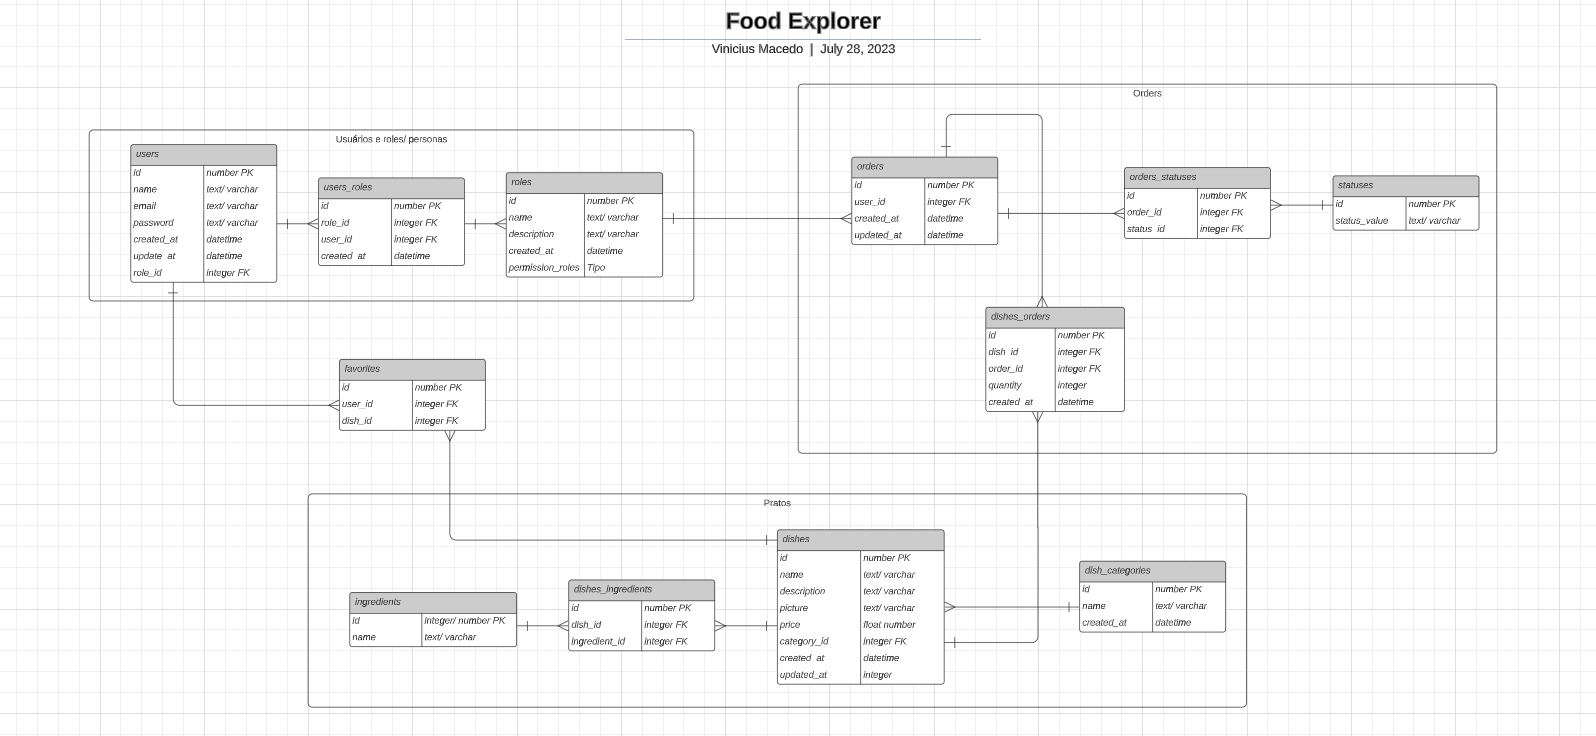 Food Explorer
Vinicius Macedo | July 28, 2023
Usuários e roles/ personas
users
id number PK
name text/ varchar
email text/ varchar
password text/ varchar
created_at datetime
update_at datetime
role_id integer FK
users_roles
id number PK
role_id integer FK
user_id integer FK
created_at datetime
roles
id number PK
name text/ varchar
description text/ varchar
created_at datetime
permission_roles Tipo
Orders
orders
id number PK
user_id integer FK
created_at datetime
updated_at datetime
orders_statuses
id number PK
order_id integer FK
status_id integer FK
statuses
id number PK
status_value text/ varchar
dishes_orders
id number PK
dish_id integer FK
order_id integer FK
quantity integer
created_at datetime
favorites
id number PK
user_id integer FK
dish_id integer FK
Pratos
ingredients
id integer/ number PK
name text/ varchar
dishes_ingredients
id number PK
dish_id integer FK
ingredient_id integer FK
dishes
id number PK
name text/ varchar
description text/ varchar
picture text/ varchar
price float number
category_id integer FK
created_at datetime
updated_at integer
dish_categories
id number PK
name text/ varchar
created_at datetime